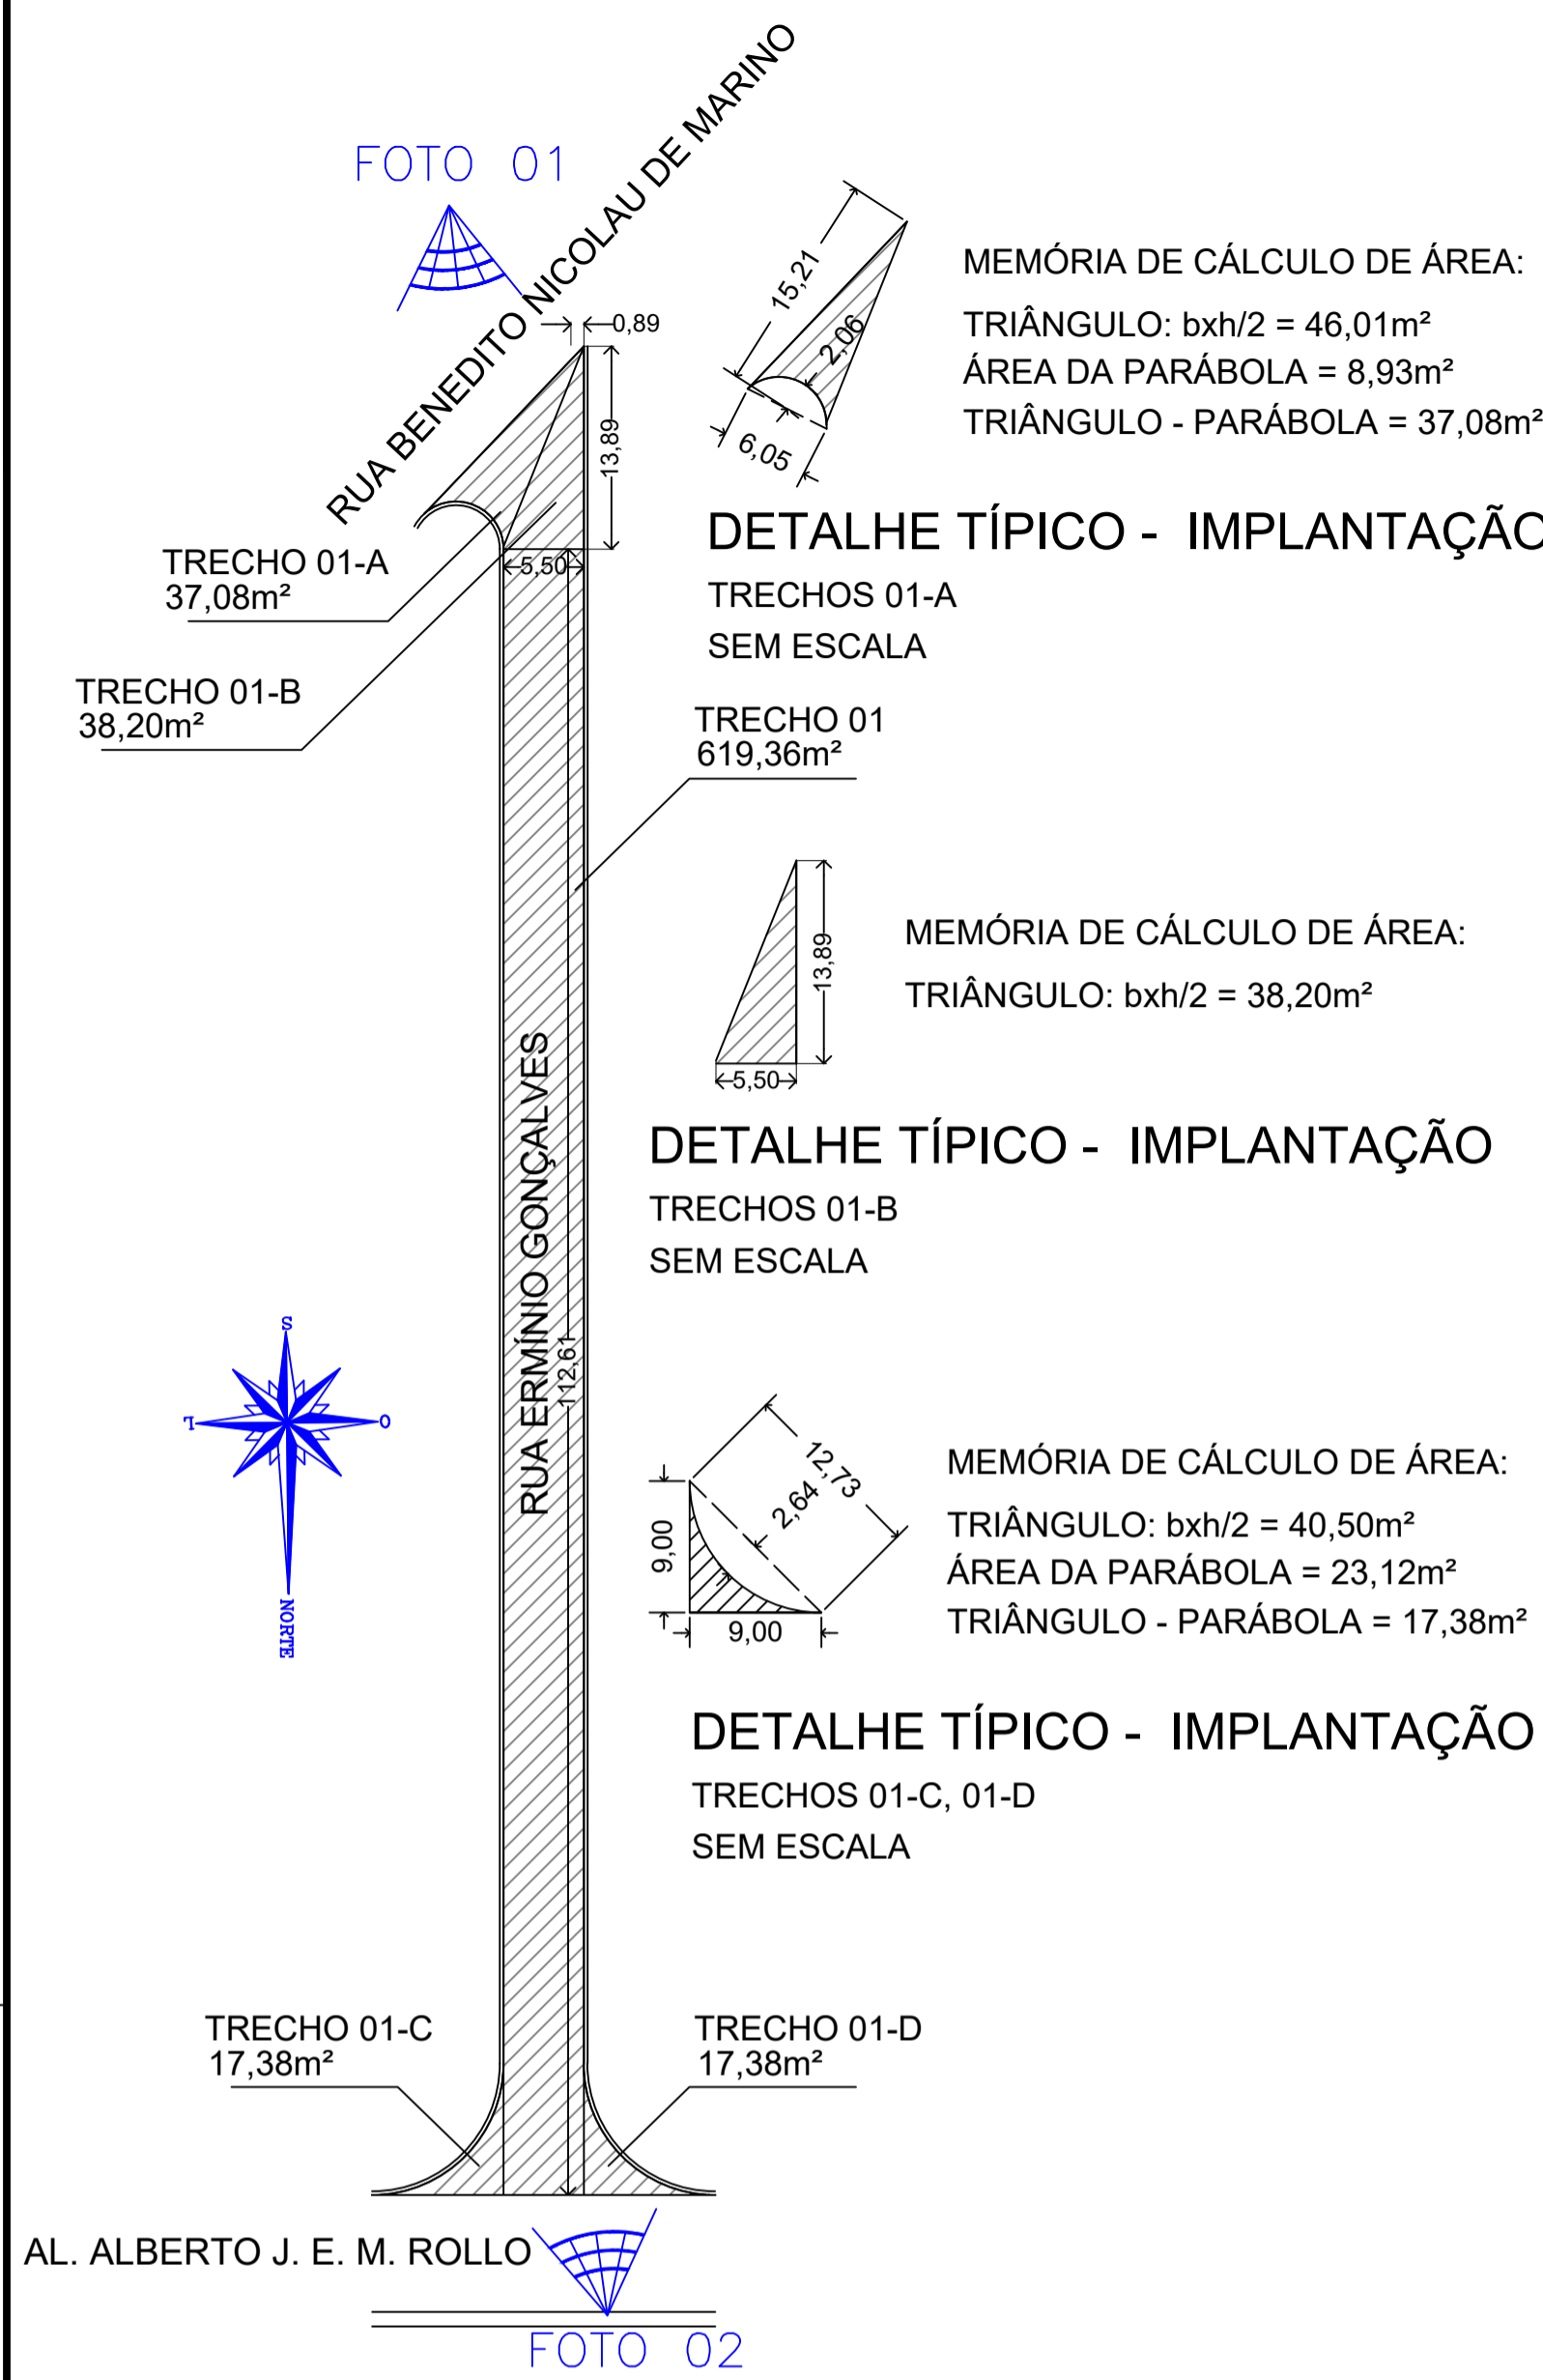 RUA BENEDITO NICOLAU DE MARINO
FOTO 01
0,89
13,89
15,21
2,06
6,05
MEMÓRIA DE CÁLCULO DE ÁREA:
TRIÂNGULO: bxh/2 = 46,01m²
ÁREA DA PARÁBOLA = 8,93m²
TRIÂNGULO - PARÁBOLA = 37,08m²
DETALHE TÍPICO - IMPLANTAÇÃO
TRECHOS 01-A
SEM ESCALA
TRECHO 01-A
37,08m²
5,50
TRECHO 01-B
38,20m²
TRECHO 01
619,36m²
13,89
5,50
MEMÓRIA DE CÁLCULO DE ÁREA:
TRIÂNGULO: bxh/2 = 38,20m²
DETALHE TÍPICO - IMPLANTAÇÃO
TRECHOS 01-B
SEM ESCALA
RUA ERMÍNIO GONÇALVES
112,61
S
L
O
NORTE
12,73
2,64
9,00
9,00
MEMÓRIA DE CÁLCULO DE ÁREA:
TRIÂNGULO: bxh/2 = 40,50m²
ÁREA DA PARÁBOLA = 23,12m²
TRIÂNGULO - PARÁBOLA = 17,38m²
DETALHE TÍPICO - IMPLANTAÇÃO
TRECHOS 01-C, 01-D
SEM ESCALA
TRECHO 01-C
17,38m²
TRECHO 01-D
17,38m²
AL. ALBERTO J. E. M. ROLLO
FOTO 02